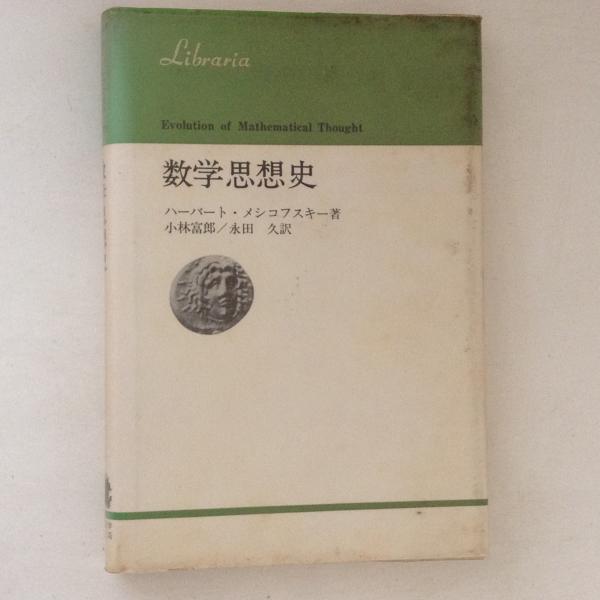 Libraria
Evolution of Mathematical Thought
数学思想史
ハーバート・メシコフスキー著
小林富郎／永田　久訳